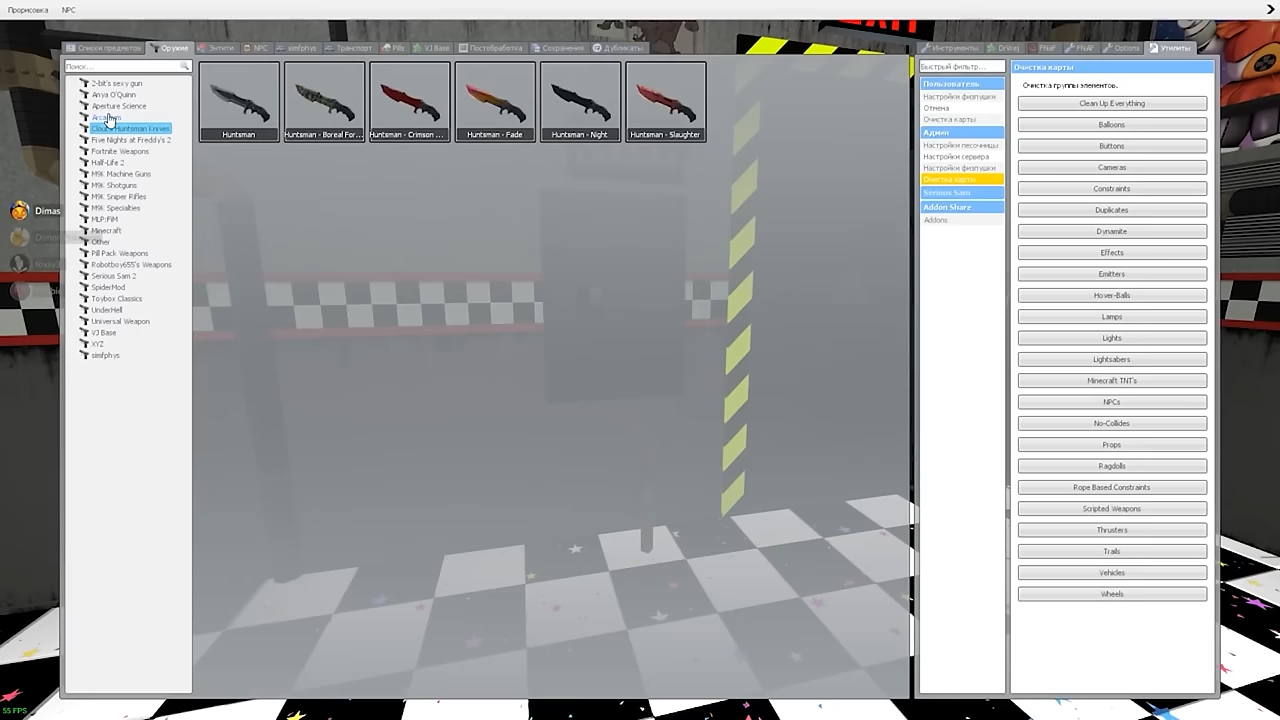 Прорисовка NPC
EXIT
Списки предметов Оружие Энтити NPC simfphys Транспорт Pills VJ Base Постобработка Сохранения Дубликаты
Инструменты DrVrej FNaF FNAF Options Утилиты
Поиск...
2-bit's sexy gun
Anya O'Quinn
Aperture Science
Huntsman Knives
Five Nights at Freddy's 2
Fortnite Weapons
Half-Life 2
M9K Machine Guns
M9K Shotguns
M9K Sniper Rifles
M9K Specialties
MLP:FiM
Minecraft
Other
Pill Pack Weapons
Robotboy655's Weapons
Serious Sam 2
SpiderMod
Toybox Classics
UnderHell
Universal Weapon
VJ Base
XYZ
simfphys
Dimas
Huntsman
Huntsman - Boreal For...
Huntsman - Crimson ...
Huntsman - Fade
Huntsman - Night
Huntsman - Slaughter
Быстрый фильтр...
Пользователь
Настройки физпушки
Отмена
Очистка карты
Админ
Настройки песочницы
Настройки сервера
Настройки физпушки
Очистка карты
Serious Sam
Addon Share
Addons
Очистка карты
Очистка группы элементов.
Clean Up Everything
Balloons
Buttons
Cameras
Constraints
Duplicates
Dynamite
Effects
Emitters
Hover-Balls
Lamps
Lights
Lightsabers
Minecraft TNT's
NPCs
No-Collides
Props
Ragdolls
Rope Based Constraints
Scripted Weapons
Thrusters
Trails
Vehicles
Wheels
55 FPS